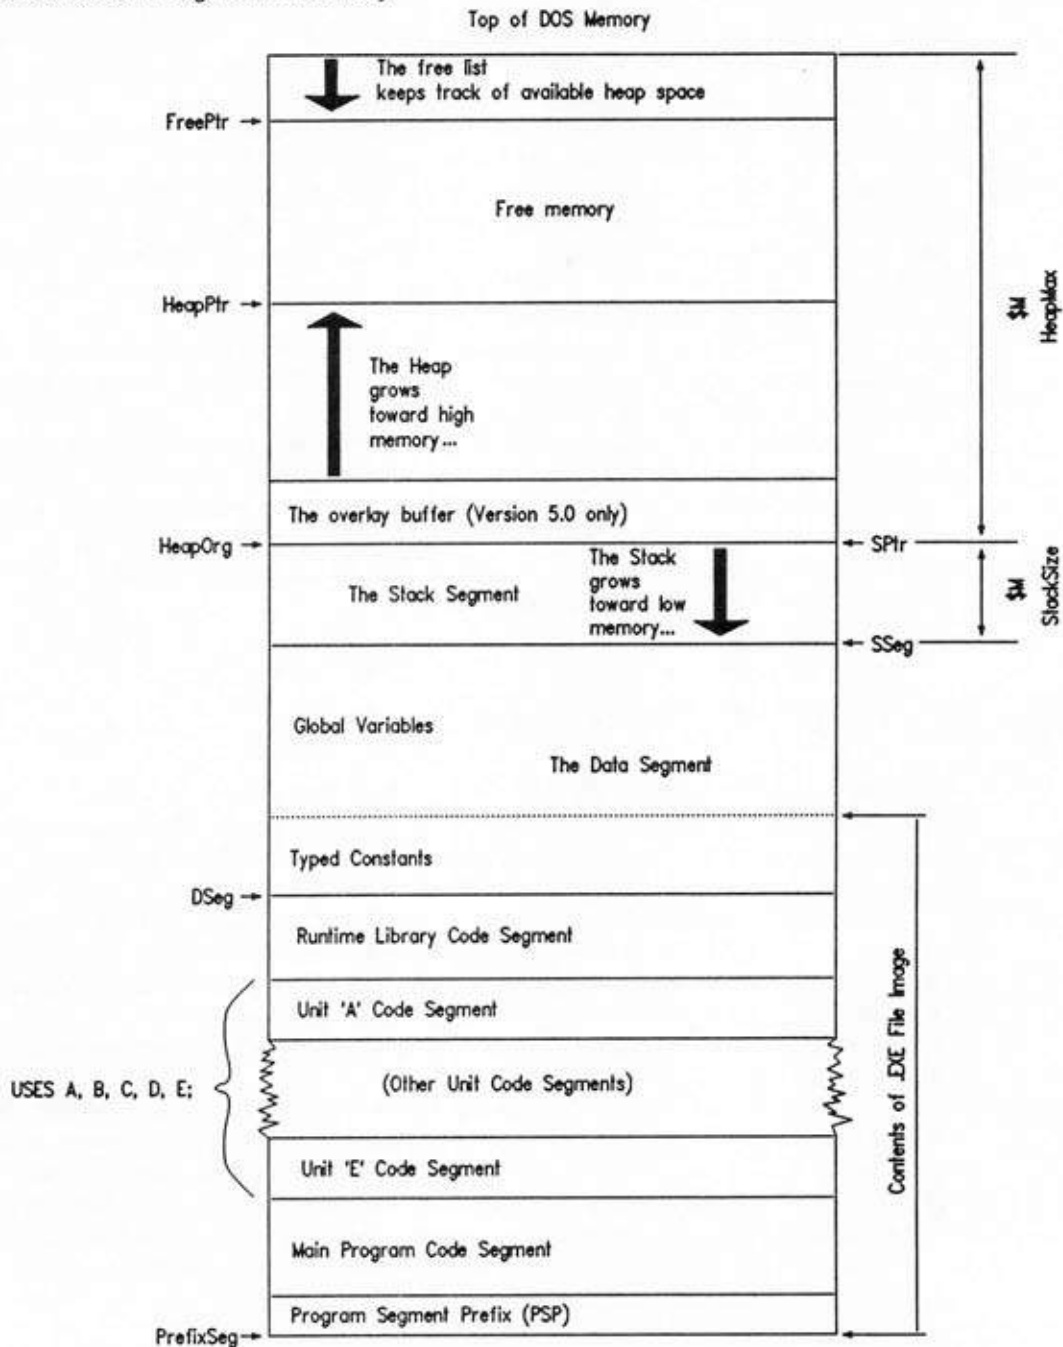 Top of DOS Memory
The free list
keeps track of available heap space
FreePtr
Free memory
HeapPtr
$M
HeapMax
The Heap
grows
toward high
memory...
The overlay buffer (Version 5.0 only)
HeapOrg
SPtr
The Stack Segment
The Stack
grows
toward low
memory...
$M
StackSize
SSeg
Global Variables
The Data Segment
Typed Constants
DSeg
Runtime Library Code Segment
Unit 'A' Code Segment
USES A, B, C, D, E;
(Other Unit Code Segments)
Contents of .EXE File Image
Unit 'E' Code Segment
Main Program Code Segment
Program Segment Prefix (PSP)
PrefixSeg